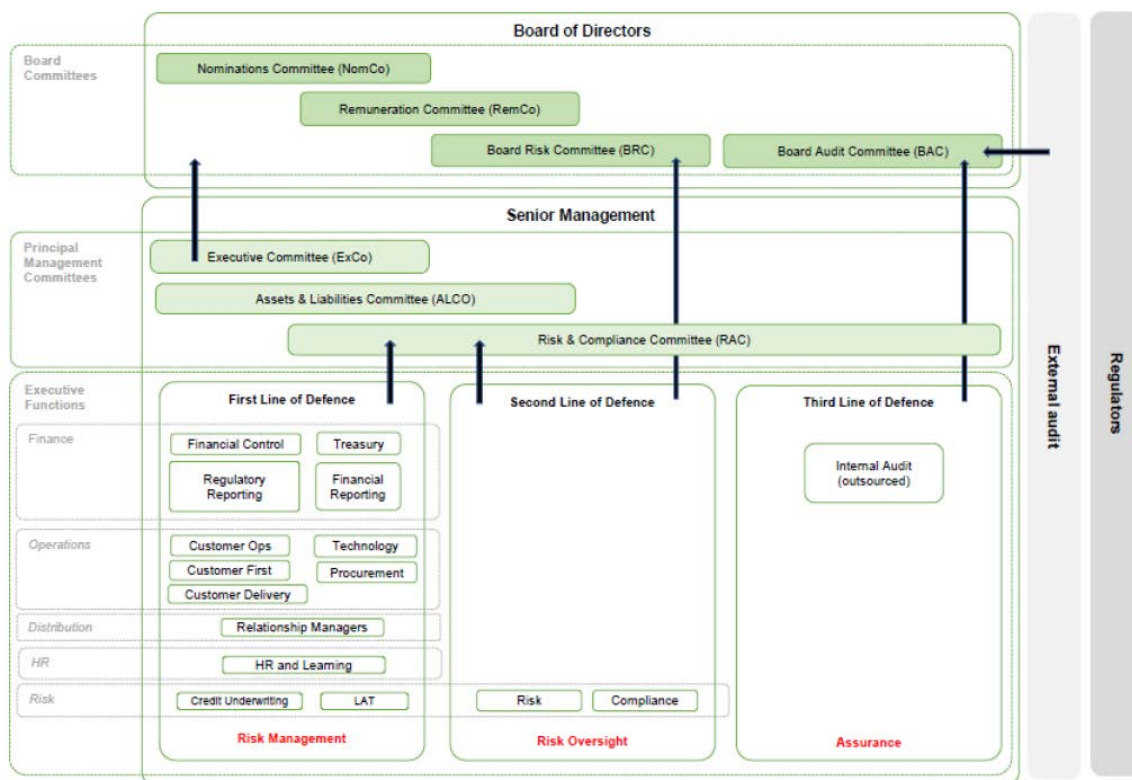 Board of Directors
Board
Committees
Nominations Committee (NomCo)
Remuneration Committee (RemCo)
Board Risk Committee (BRC)
Board Audit Committee (BAC)
Senior Management
Principal
Management
Committees
Executive Committee (ExCo)
Assets & Liabilities Committee (ALCO)
Risk & Compliance Committee (RAC)
Executive
Functions
First Line of Defence
Second Line of Defence
Third Line of Defence
Finance
Financial Control
Treasury
Regulatory
Reporting
Financial
Reporting
Internal Audit
(outsourced)
Operations
Customer Ops
Technology
Customer First
Procurement
Customer Delivery
Distribution
Relationship Managers
HR
HR and Learning
Risk
Credit Underwriting
LAT
Risk
Compliance
Risk Management
Risk Oversight
Assurance
External audit
Regulators